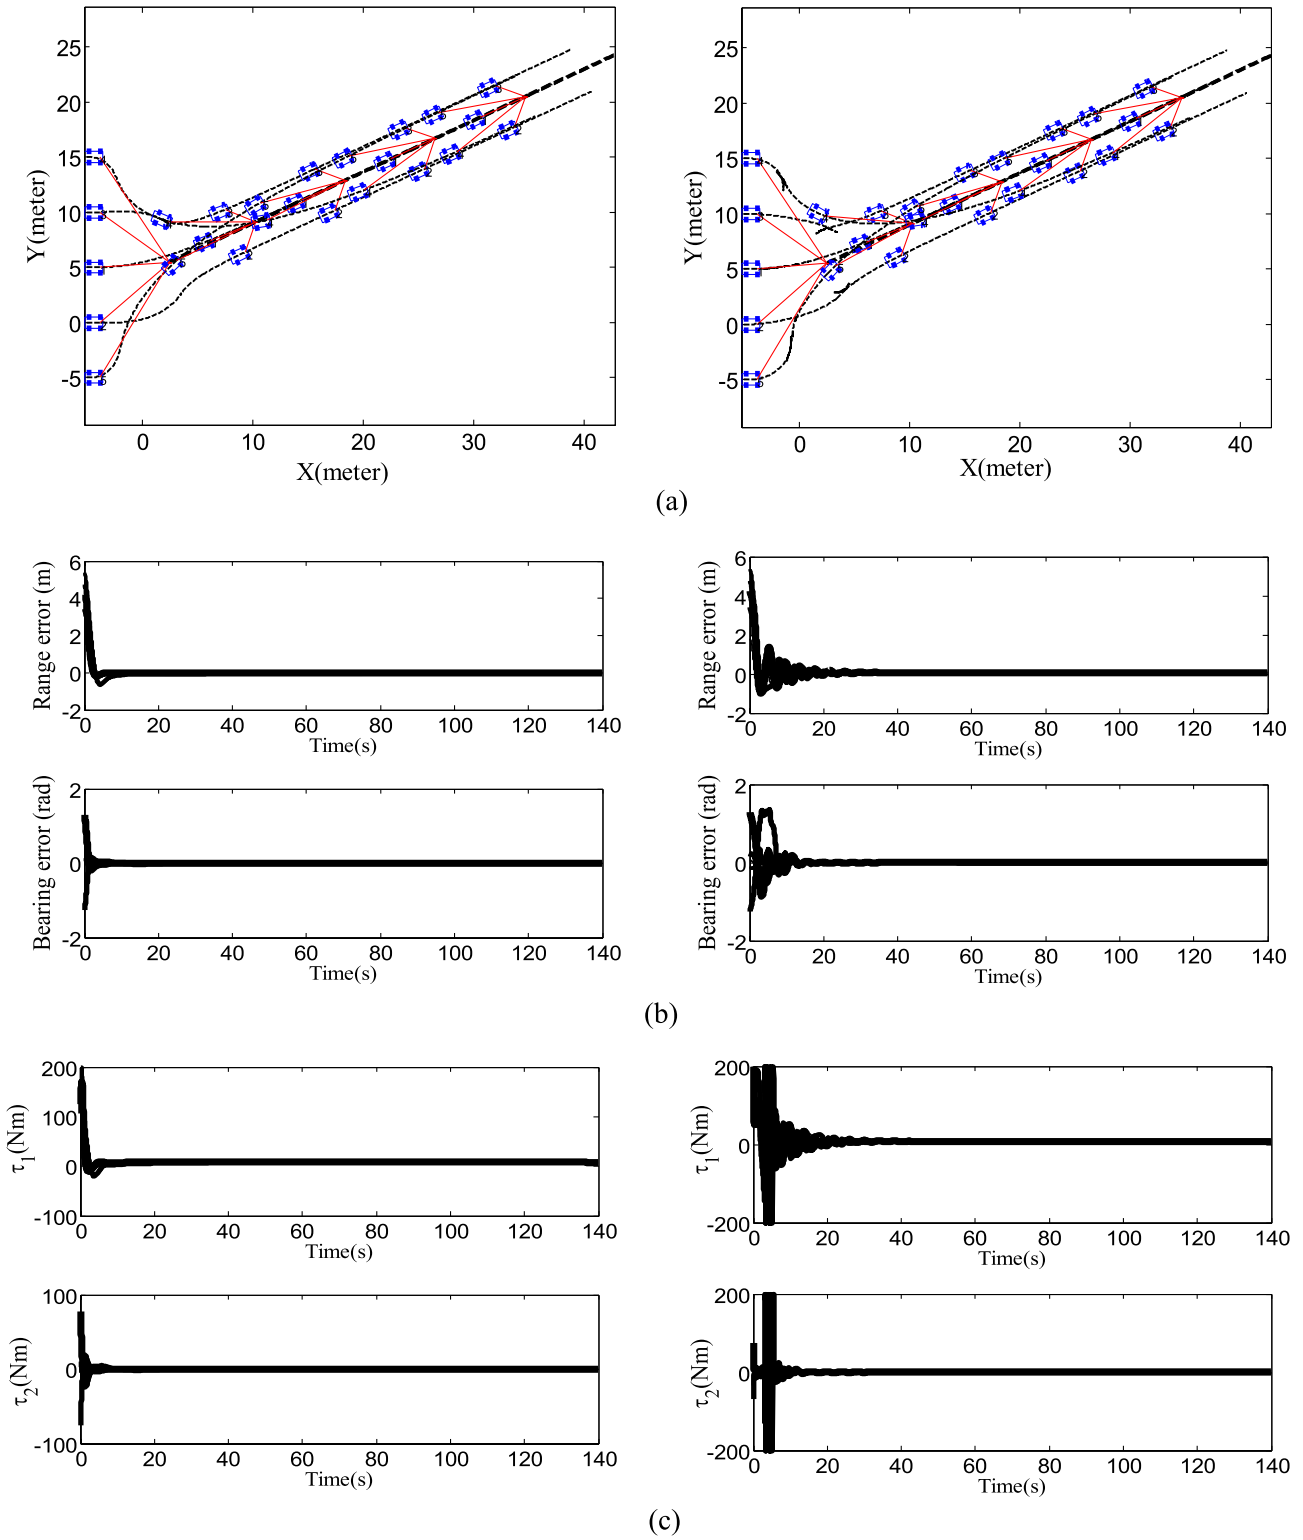 25
20
15
10
5
0
-5
Y(meter)
0 10 20 30 40
X(meter)
25
20
15
10
5
0
-5
Y(meter)
0 10 20 30 40
X(meter)
(a)
6
4
2
0
-2
Range error (m)
0 20 40 60 80 100 120 140
Time(s)
6
4
2
0
-2
Range error (m)
0 20 40 60 80 100 120 140
Time(s)
2
0
-2
Bearing error (rad)
0 20 40 60 80 100 120 140
Time(s)
2
0
-2
Bearing error (rad)
0 20 40 60 80 100 120 140
Time(s)
(b)
200
100
0
-100
τ1(Nm)
0 20 40 60 80 100 120 140
Time(s)
200
0
-200
τ1(Nm)
0 20 40 60 80 100 120 140
Time(s)
100
0
-100
τ2(Nm)
0 20 40 60 80 100 120 140
Time(s)
200
0
-200
τ2(Nm)
0 20 40 60 80 100 120 140
Time(s)
(c)